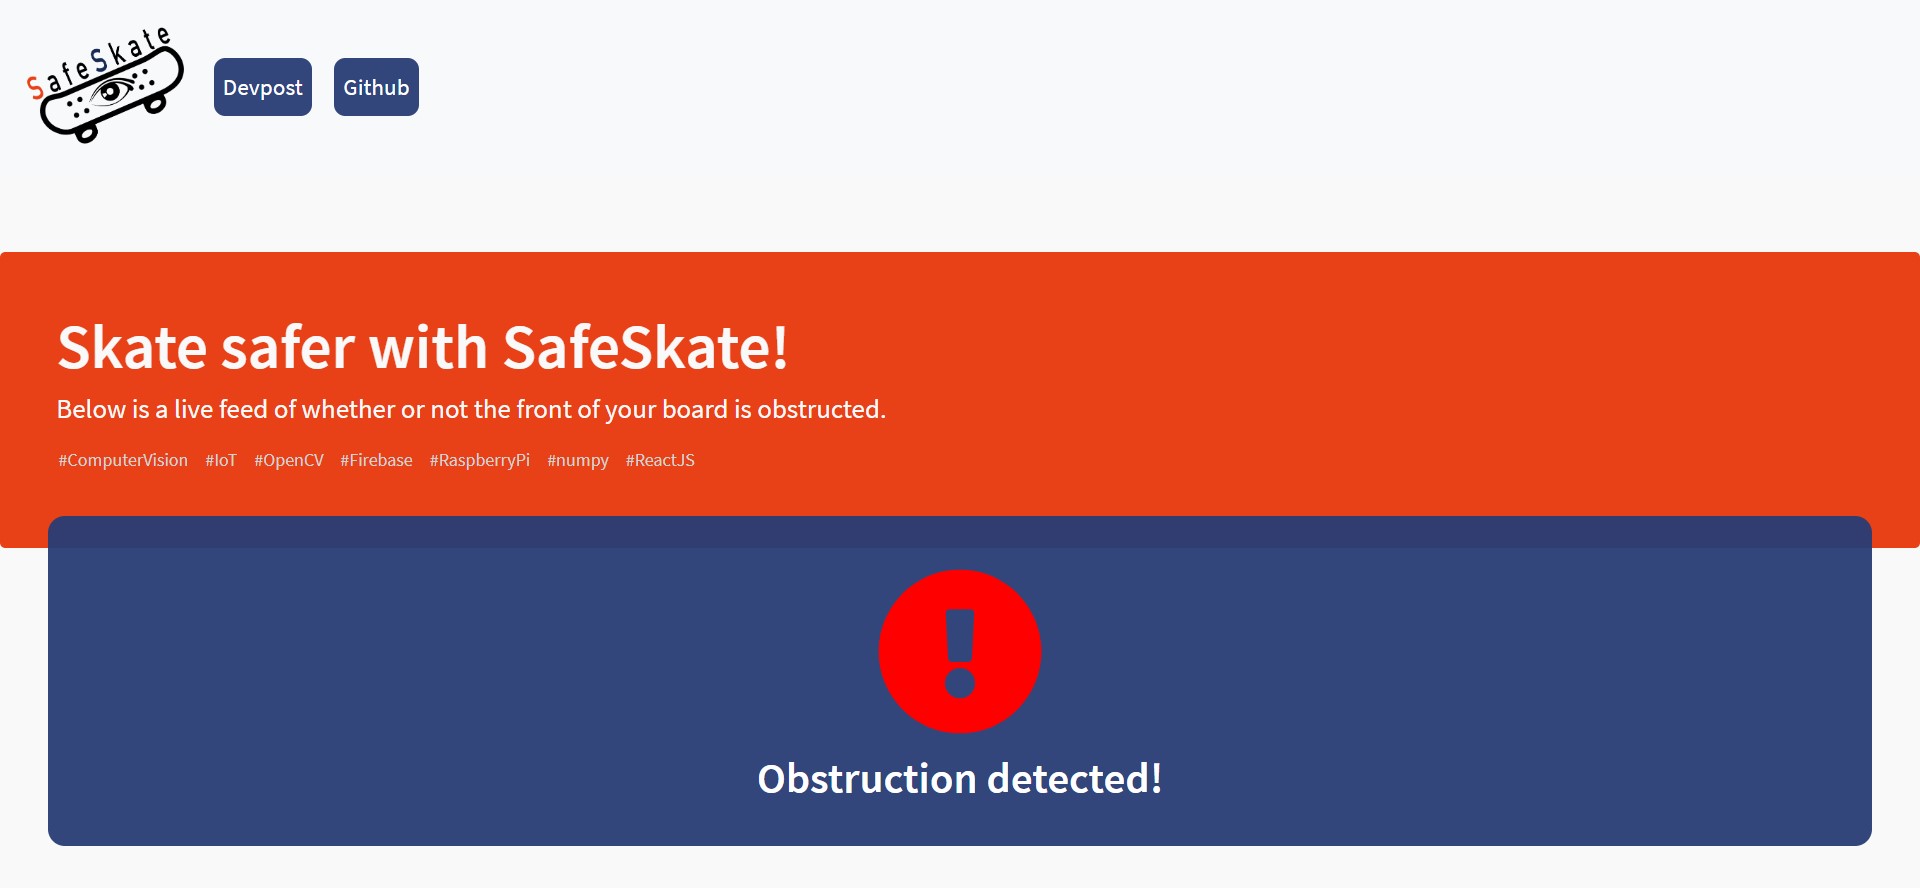 SafeSkate
Devpost
Github
Skate safer with SafeSkate!
Below is a live feed of whether or not the front of your board is obstructed.
#ComputerVision #IoT #OpenCV #Firebase #RaspberryPi #numpy #ReactJS
Obstruction detected!